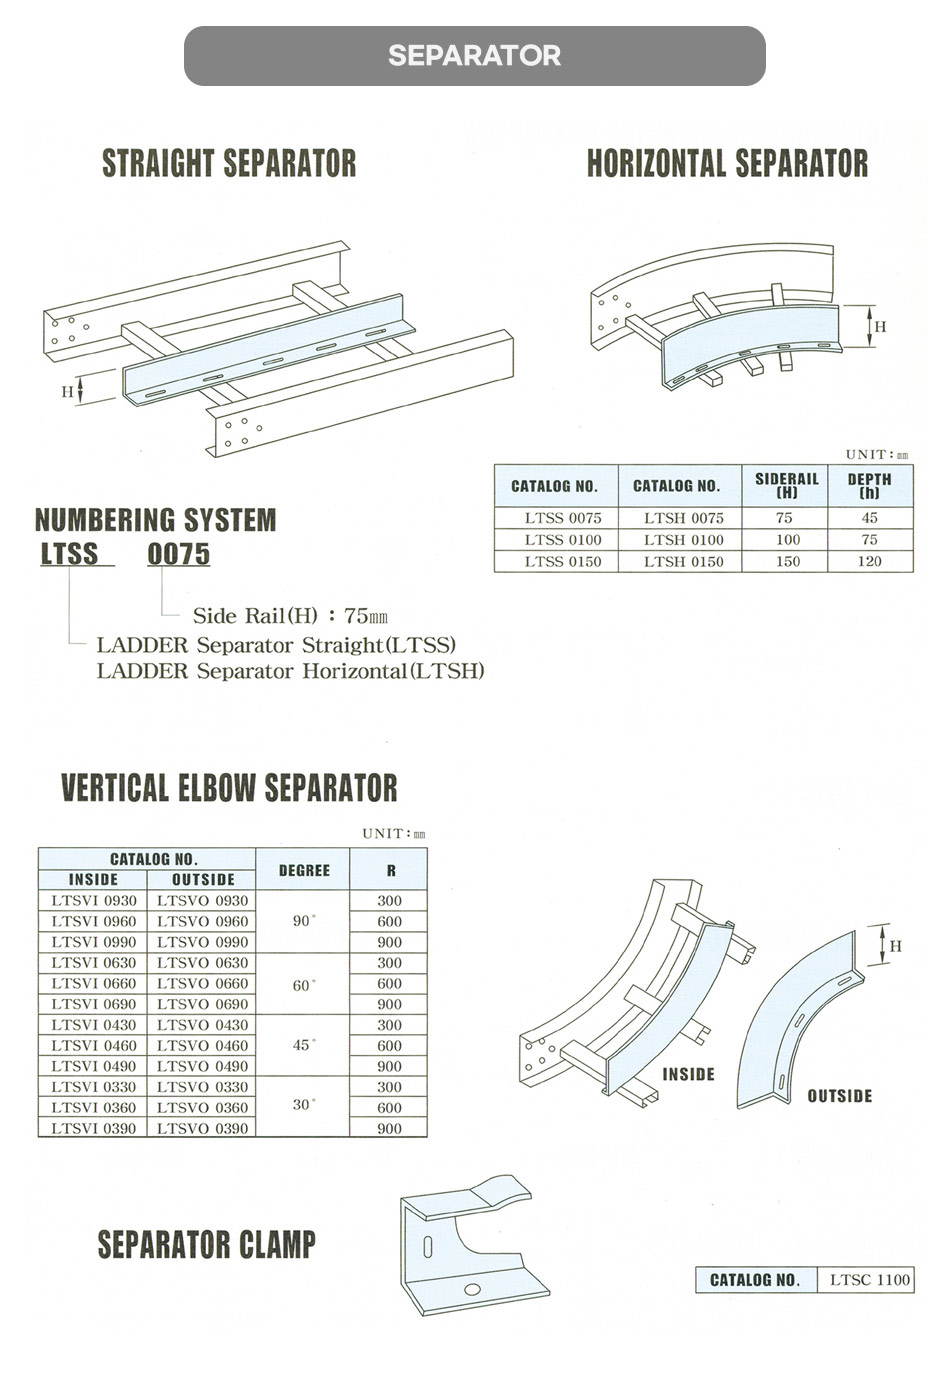 SEPARATOR
STRAIGHT SEPARATOR
HORIZONTAL SEPARATOR
H
H
UNIT : mm
CATALOG NO. CATALOG NO. SIDERAIL (H) DEPTH (h)
LTSS 0075 LTSH 0075 75 45
LTSS 0100 LTSH 0100 100 75
LTSS 0150 LTSH 0150 150 120
NUMBERING SYSTEM
LTSS 0075
Side Rail(H) : 75mm
LADDER Separator Straight(LTSS)
LADDER Separator Horizontal(LTSH)
VERTICAL ELBOW SEPARATOR
UNIT : mm
CATALOG NO. DEGREE R
INSIDE OUTSIDE
LTSVI 0930 LTSVO 0930 90° 300
LTSVI 0960 LTSVO 0960 600
LTSVI 0990 LTSVO 0990 900
LTSVI 0630 LTSVO 0630 60° 300
LTSVI 0660 LTSVO 0660 600
LTSVI 0690 LTSVO 0690 900
LTSVI 0430 LTSVO 0430 45° 300
LTSVI 0460 LTSVO 0460 600
LTSVI 0490 LTSVO 0490 900
LTSVI 0330 LTSVO 0330 30° 300
LTSVI 0360 LTSVO 0360 600
LTSVI 0390 LTSVO 0390 900
H
INSIDE
OUTSIDE
SEPARATOR CLAMP
CATALOG NO. LTSC 1100